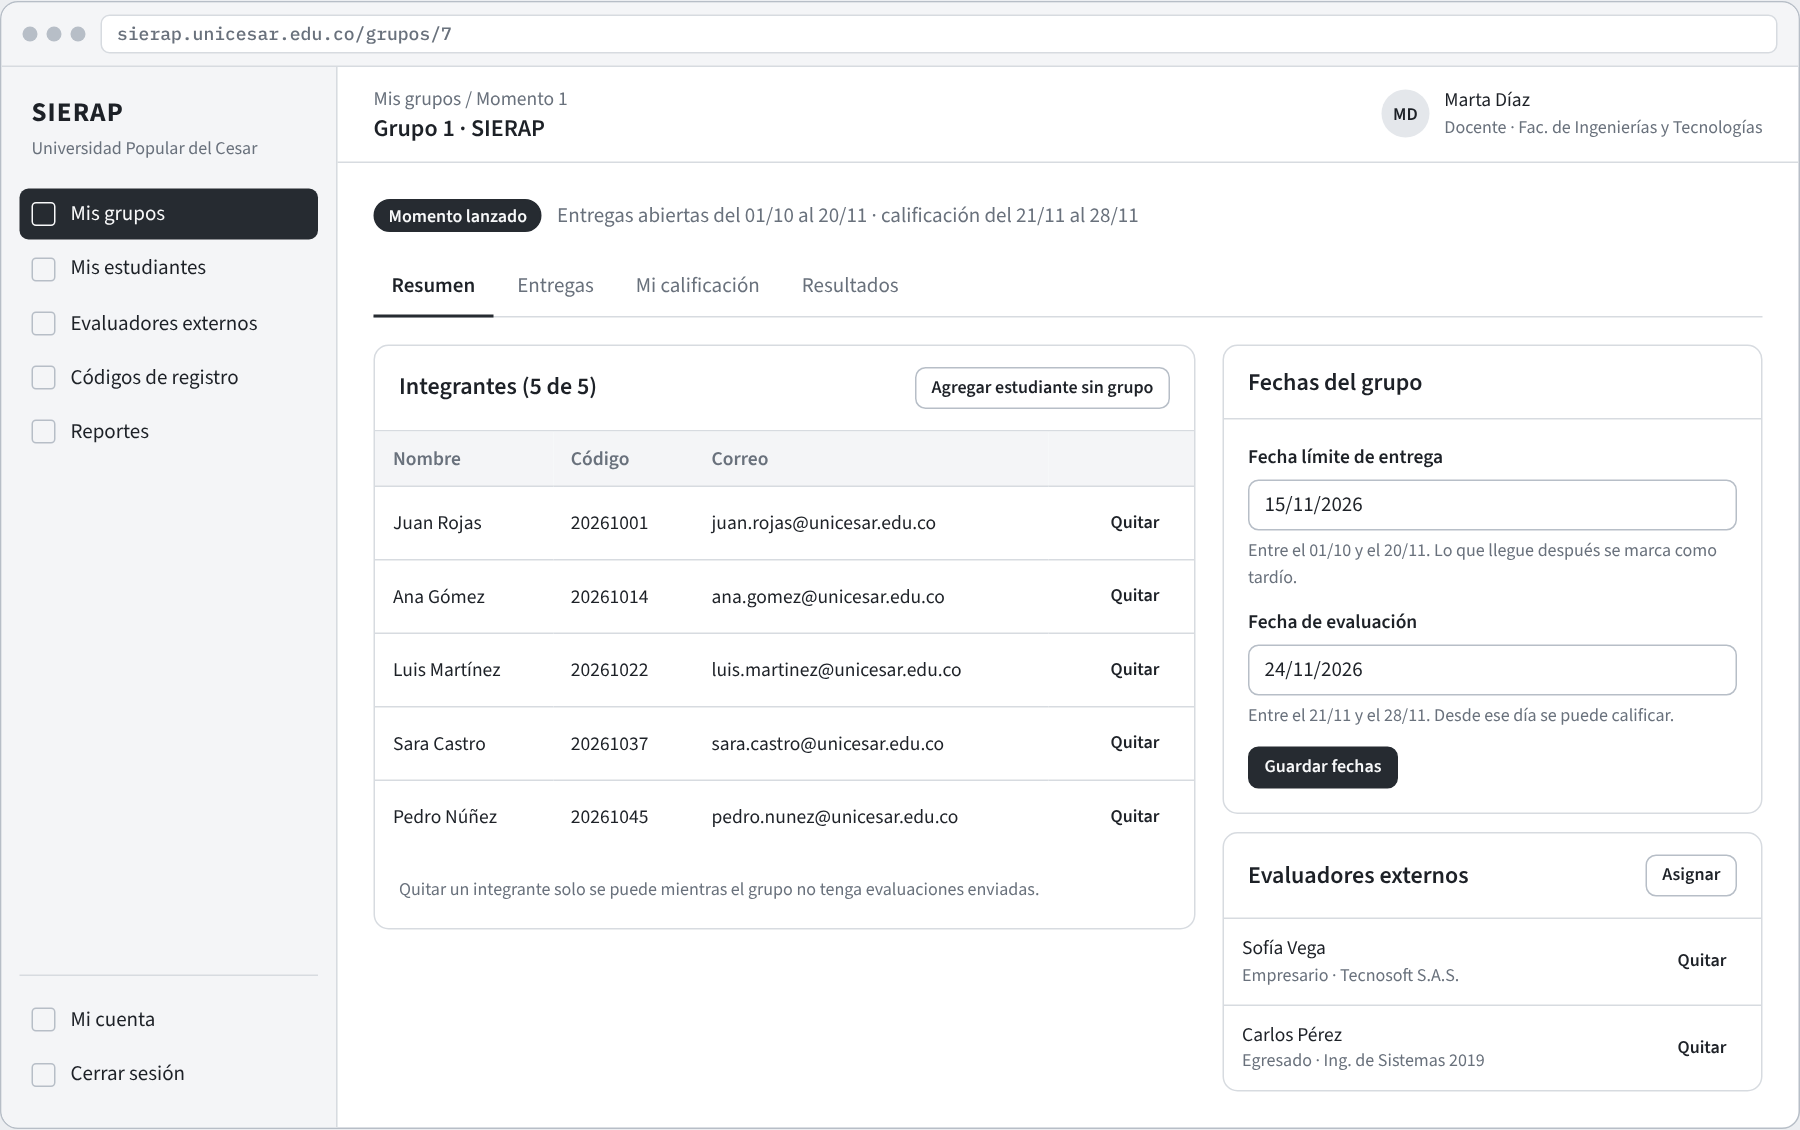 sierap.unicesar.edu.co/grupos/7
SIERAP
Universidad Popular del Cesar
Mis grupos
Mis estudiantes
Evaluadores externos
Códigos de registro
Reportes
Mi cuenta
Cerrar sesión
Mis grupos / Momento 1
Grupo 1 · SIERAP
MD
Marta Díaz
Docente · Fac. de Ingenierías y Tecnologías
Momento lanzado
Entregas abiertas del 01/10 al 20/11 · calificación del 21/11 al 28/11
Resumen
Entregas
Mi calificación
Resultados
Integrantes (5 de 5)
Agregar estudiante sin grupo
Nombre Código Correo
Juan Rojas 20261001 juan.rojas@unicesar.edu.co Quitar
Ana Gómez 20261014 ana.gomez@unicesar.edu.co Quitar
Luis Martínez 20261022 luis.martinez@unicesar.edu.co Quitar
Sara Castro 20261037 sara.castro@unicesar.edu.co Quitar
Pedro Núñez 20261045 pedro.nunez@unicesar.edu.co Quitar
Quitar un integrante solo se puede mientras el grupo no tenga evaluaciones enviadas.
Fechas del grupo
Fecha límite de entrega
15/11/2026
Entre el 01/10 y el 20/11. Lo que llegue después se marca como
tardío.
Fecha de evaluación
24/11/2026
Entre el 21/11 y el 28/11. Desde ese día se puede calificar.
Guardar fechas
Evaluadores externos
Asignar
Sofía Vega
Empresario · Tecnosoft S.A.S.
Quitar
Carlos Pérez
Egresado · Ing. de Sistemas 2019
Quitar